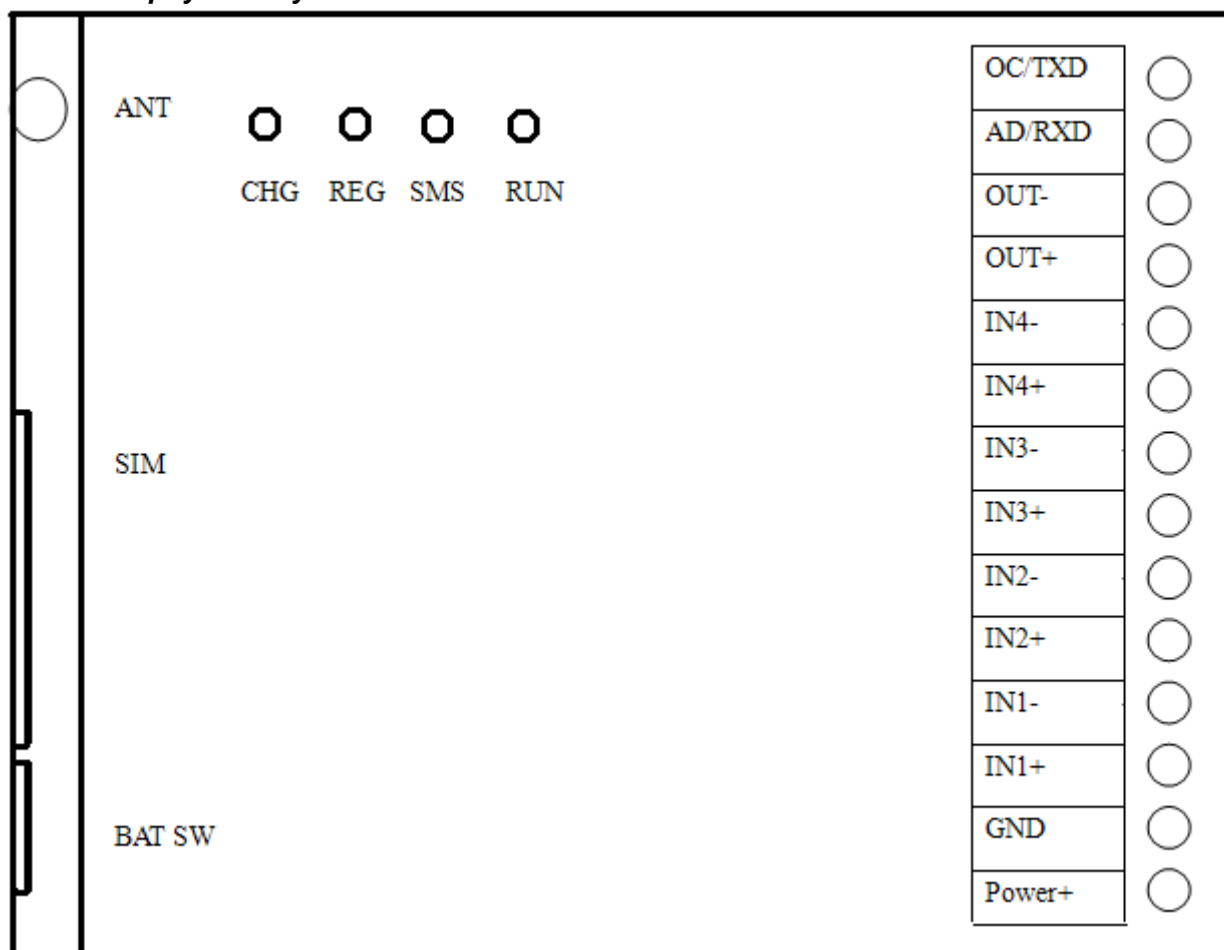 OC/TXD
ANT
AD/RXD
CHG REG SMS RUN
OUT-
OUT+
IN4-
IN4+
SIM
IN3-
IN3+
IN2-
IN2+
IN1-
IN1+
BAT SW
GND
Power+